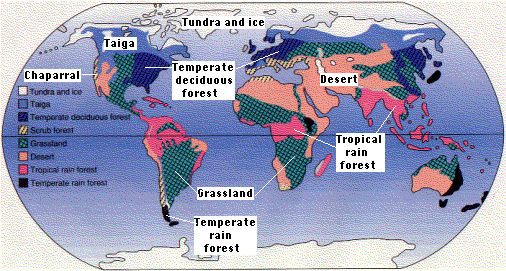 Tundra and ice
Taiga
Temperate
deciduous
forest
Chaparral
Desert
Tundra and ice
Taiga
Temperate deciduous forest
Scrub forest
Grassland
Desert
Tropical rain forest
Temperate rain forest
Tropical
rain
forest
Grassland
Temperate
rain
forest